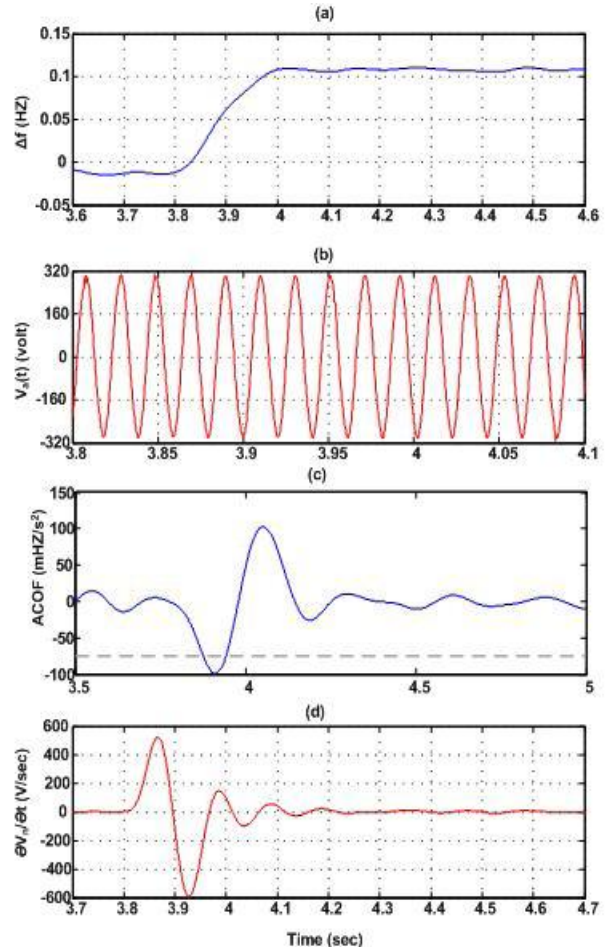 (a)
Δf (HZ)
0.15
0.10
0.05
0
-0.05
3.6 3.7 3.8 3.9 4 4.1 4.2 4.3 4.4 4.5 4.6
(b)
Va(t) (volt)
320
160
0
-160
-320
3.8 3.85 3.9 3.95 4 4.05 4.1
(c)
ACOF (mHZ/s²)
150
100
50
0
-50
-100
3.5 4 4.5 5
(d)
∂Vn/∂t (V/sec)
600
400
200
0
-200
-400
-600
3.7 3.8 3.9 4 4.1 4.2 4.3 4.4 4.5 4.6 4.7
Time (sec)